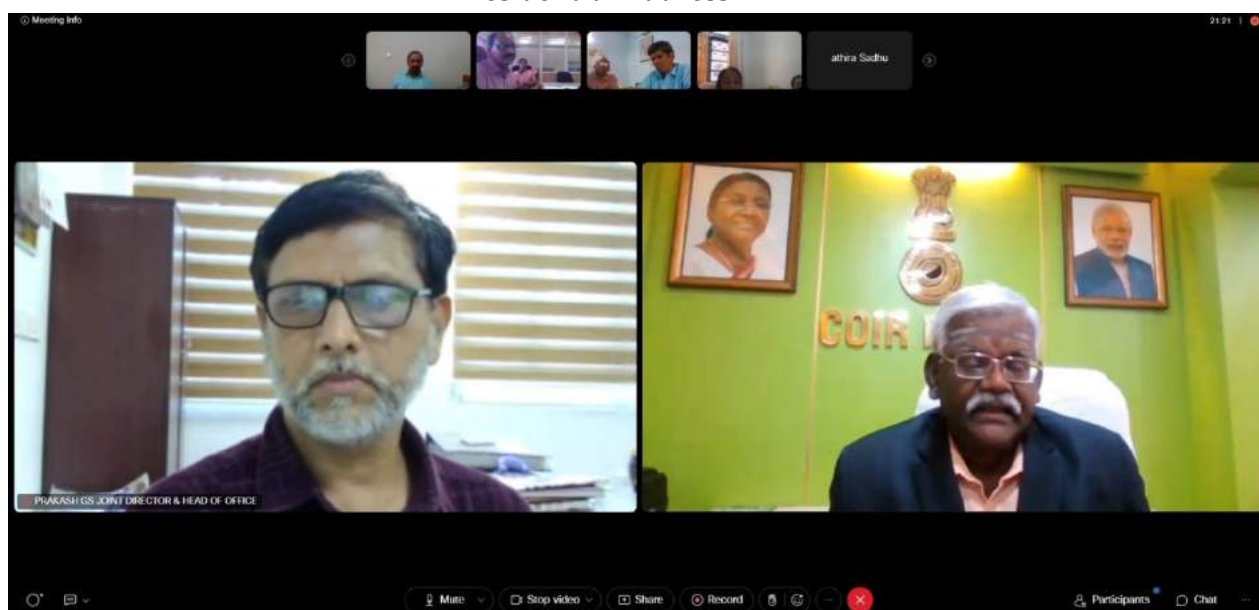 Meeting Info
21:21
athira Sadhu
COIR
PRAKASH GS JOINT DIRECTOR & HEAD OF OFFICE
Mute
Stop video
Share
Record
Participants
Chat